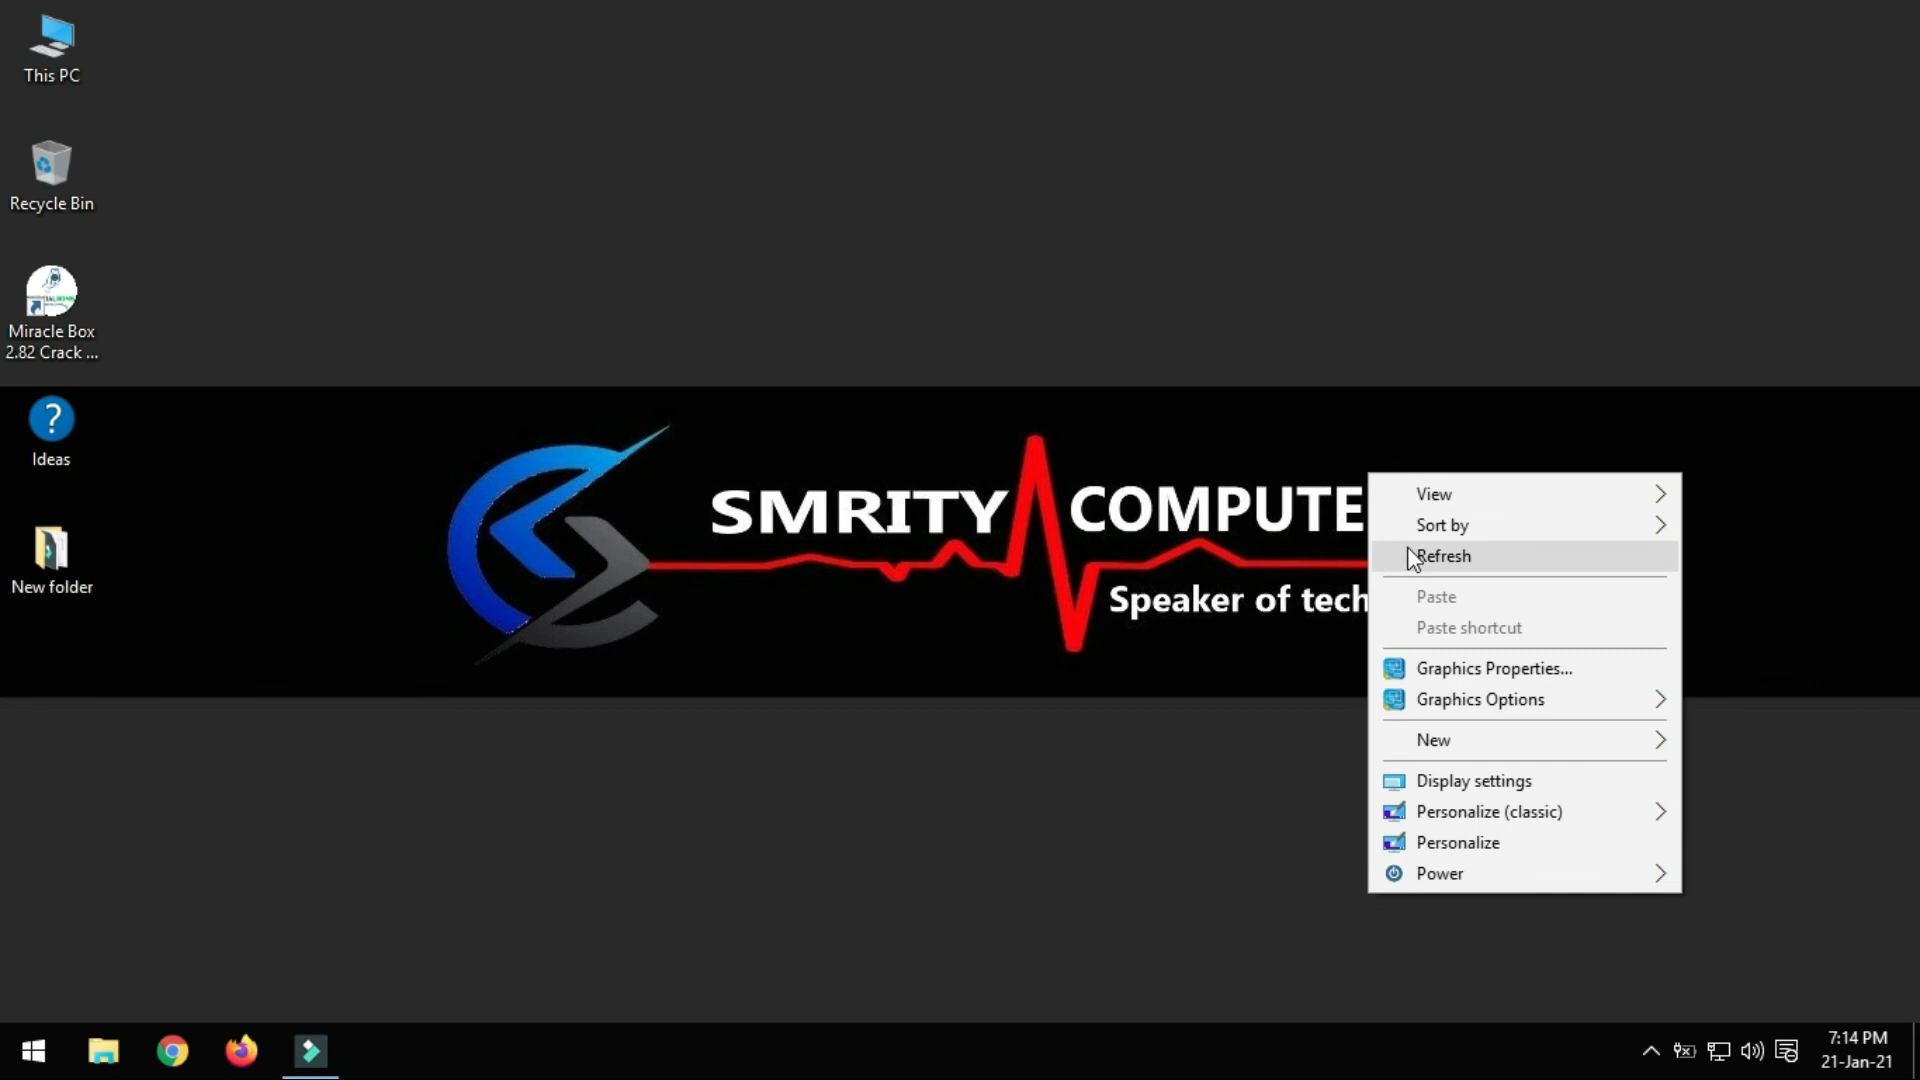 This PC
Recycle Bin
Miracle Box
2.82 Crack ...
?
Ideas
New folder
SMRITY COMPUTE
Speaker of tech
View
Sort by
Refresh
Paste
Paste shortcut
Graphics Properties...
Graphics Options
New
Display settings
Personalize (classic)
Personalize
Power
7:14 PM
21-Jan-21